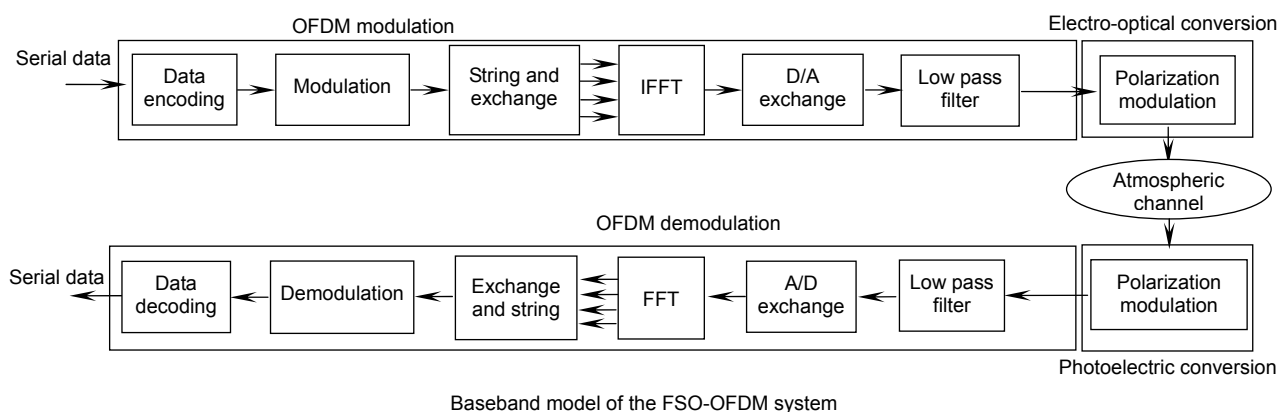 OFDM modulation
Electro-optical conversion
Serial data
Data
encoding
Modulation
String and
exchange
IFFT
D/A
exchange
Low pass
filter
Polarization
modulation
Atmospheric
channel
OFDM demodulation
Serial data
Data
decoding
Demodulation
Exchange
and string
FFT
A/D
exchange
Low pass
filter
Polarization
modulation
Photoelectric conversion
Baseband model of the FSO-OFDM system